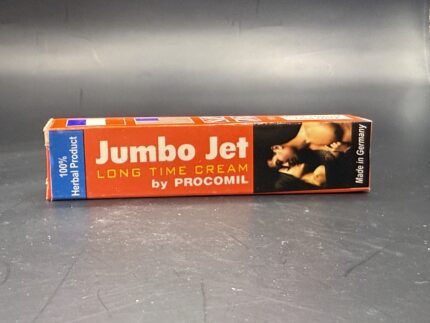 100%
Herbal Product
Jumbo Jet
LONG TIME CREAM
by PROCOMIL
Made in Germany